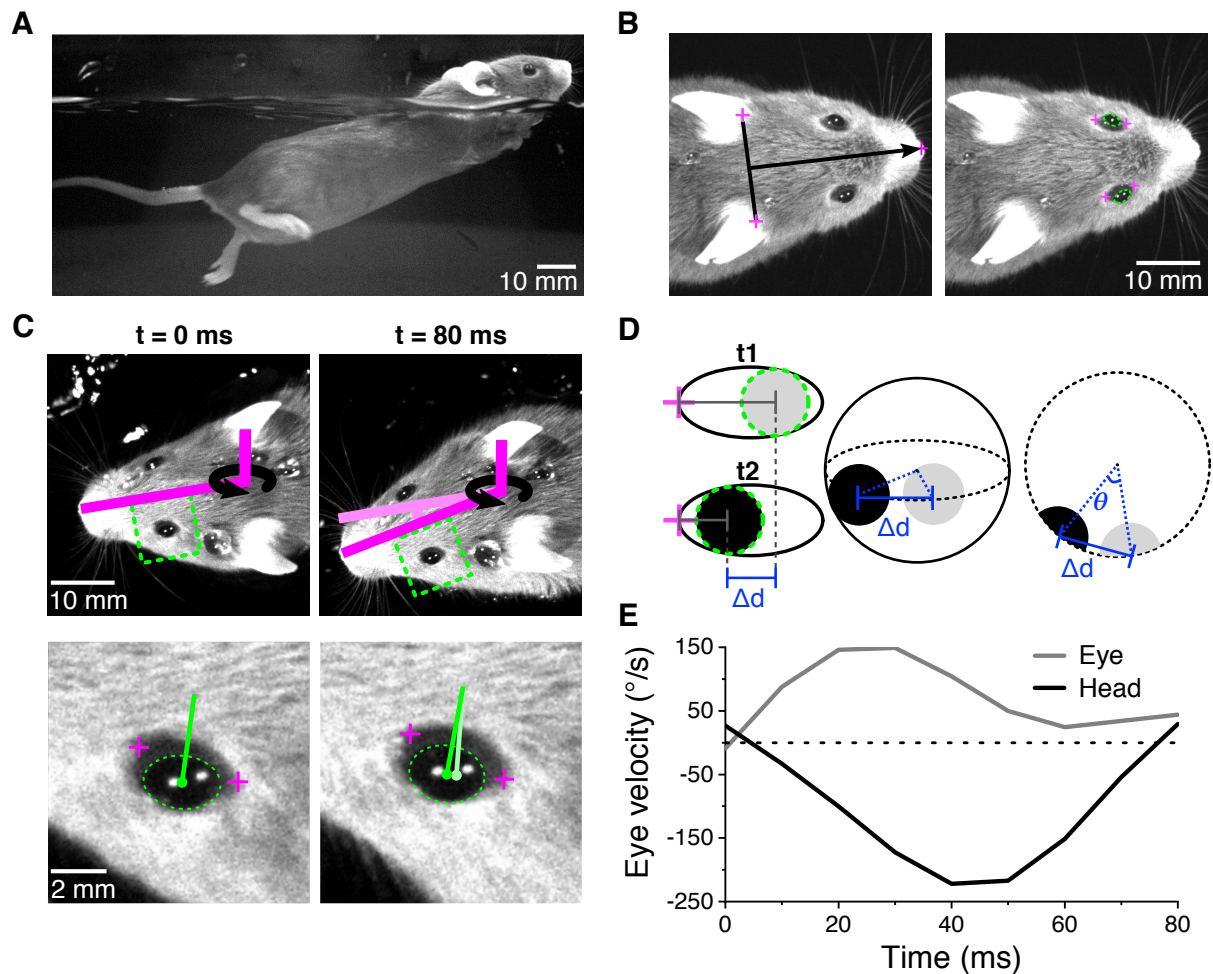 A
10 mm
B
10 mm
C
t = 0 ms
t = 80 ms
10 mm
2 mm
D
t1
t2
Δd
Δd
θ
Δd
E
Eye velocity (°/s)
150
50
-50
-150
-250
Eye
Head
0
20
40
60
80
Time (ms)